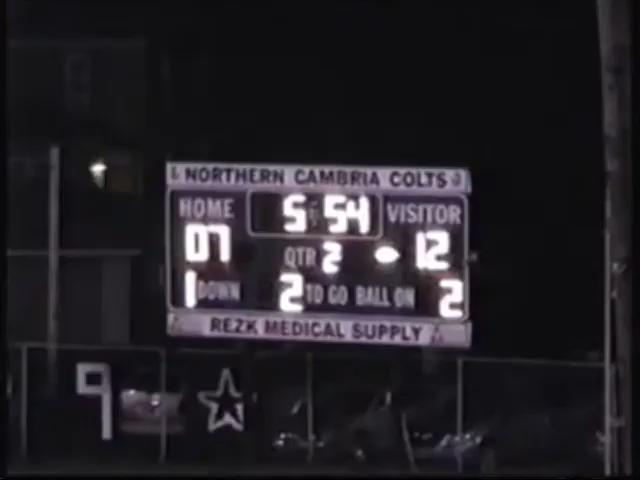 NORTHERN CAMBRIA COLTS
HOME 5:54 VISITOR
07 QTR 2 12
1 DOWN 2 TO GO BALL ON 2
REZK MEDICAL SUPPLY
9